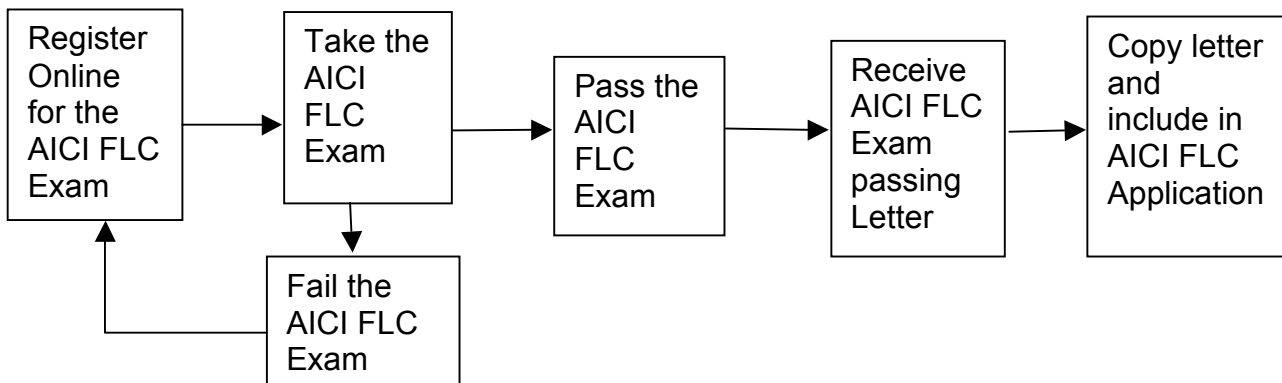 Register
Online
for the
AICI FLC
Exam
Take the
AICI
FLC
Exam
Pass the
AICI
FLC
Exam
Receive
AICI FLC
Exam
passing
Letter
Copy letter
and
include in
AICI FLC
Application
Fail the
AICI FLC
Exam